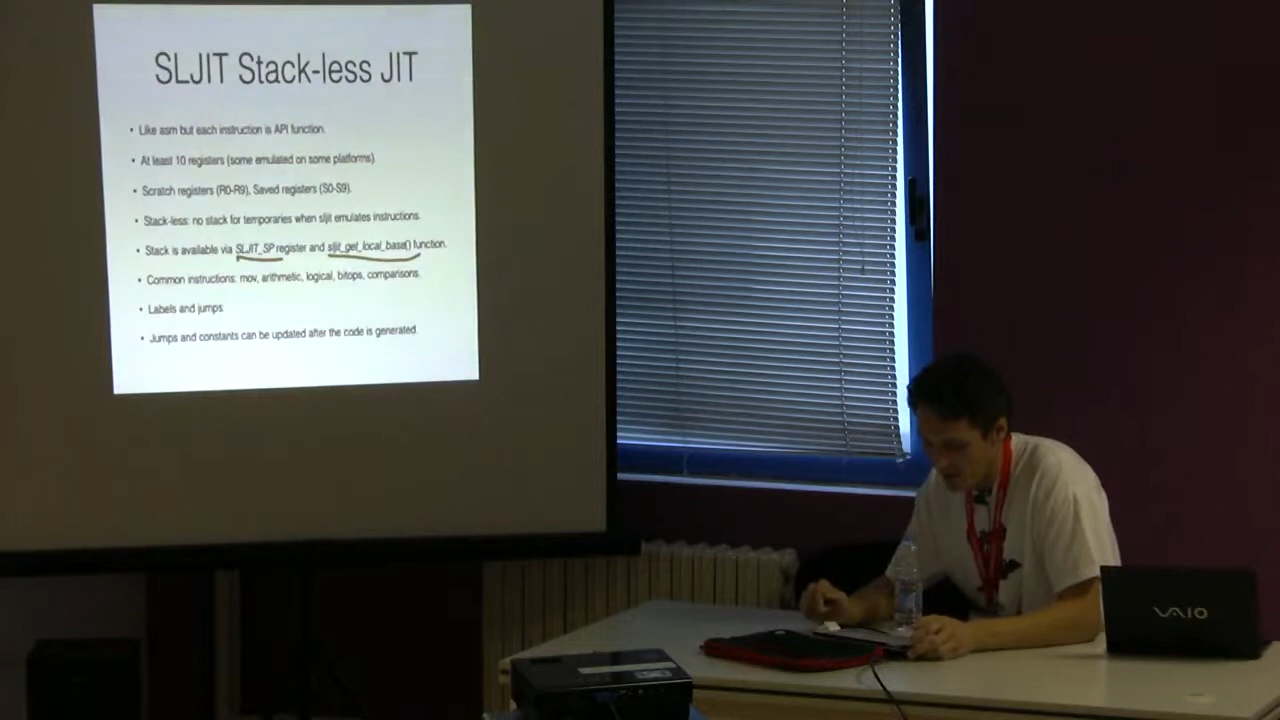 SLJIT Stack-less JIT
• Like asm but each instruction is API function.
• At least 10 registers (some emulated on some platforms).
• Scratch registers (R0-R9), Saved registers (S0-S9).
• Stack-less: no stack for temporaries when sljit emulates instructions.
• Stack is available via SLJIT_SP register and sljit_get_local_base() function.
• Common instructions: mov, arithmetic, logical, bitops, comparisons.
• Labels and jumps
• Jumps and constants can be updated after the code is generated.
VAIO